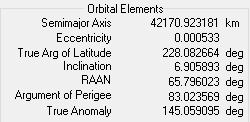 Orbital Elements
Semimajor Axis 42170.923181 km
Eccentricity 0.000533
True Arg of Latitude 228.082664 deg
Inclination 6.905893 deg
RAAN 65.796023 deg
Argument of Perigee 83.023569 deg
True Anomaly 145.059095 deg